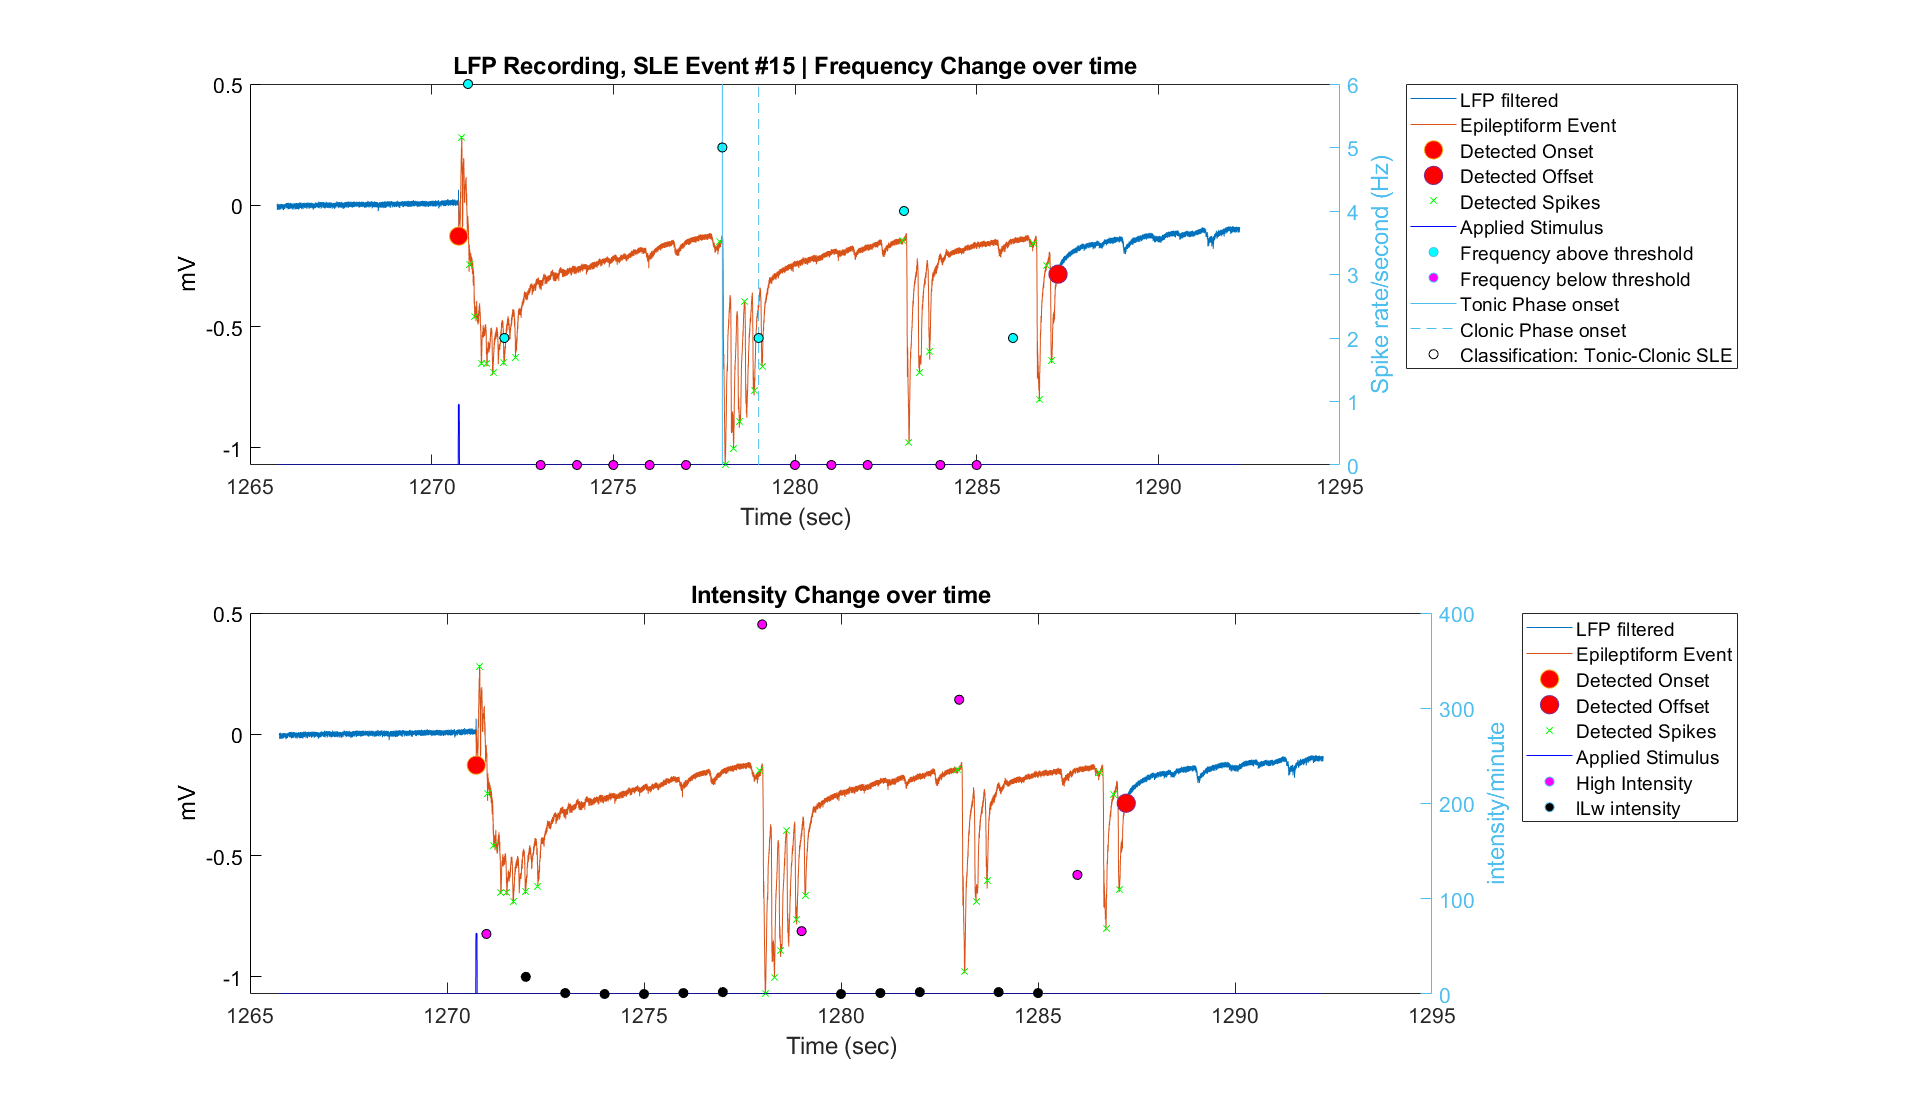 LFP Recording, SLE Event #15 | Frequency Change over time
0.5
0
-0.5
-1
mV
6
5
4
3
2
1
0
Spike rate/second (Hz)
1265 1270 1275 1280 1285 1290 1295
Time (sec)
LFP filtered
Epileptiform Event
Detected Onset
Detected Offset
Detected Spikes
Applied Stimulus
Frequency above threshold
Frequency below threshold
Tonic Phase onset
Clonic Phase onset
Classification: Tonic-Clonic SLE
Intensity Change over time
0.5
0
-0.5
-1
mV
400
300
200
100
0
intensity/minute
1265 1270 1275 1280 1285 1290 1295
Time (sec)
LFP filtered
Epileptiform Event
Detected Onset
Detected Offset
Detected Spikes
Applied Stimulus
High Intensity
lLw intensity